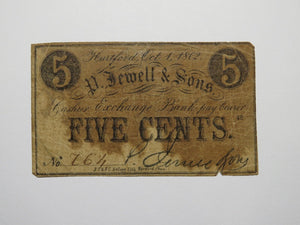 Hartford, Oct 1, 1862.
5 P. Jewell & Sons. 5
Cashier Exchange Bank pay Bearer
FIVE CENTS.
No 764 P. Jewell & Sons